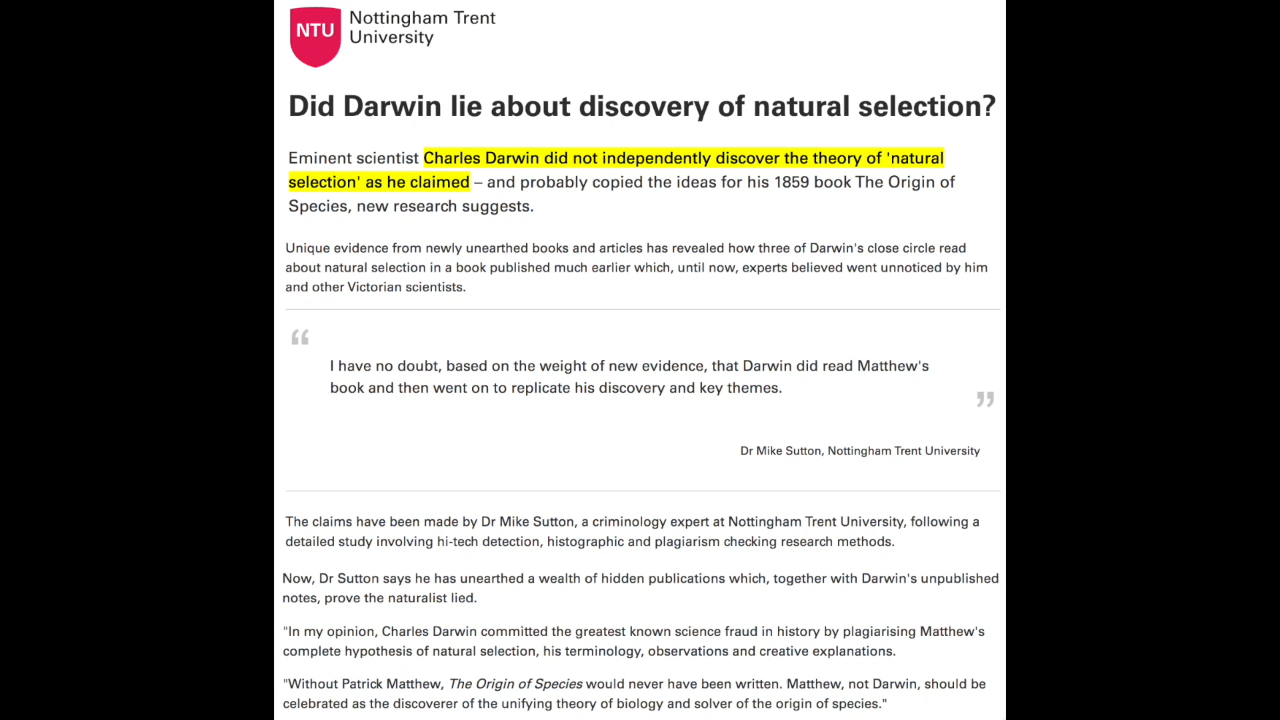 NTU
Nottingham Trent
University
Did Darwin lie about discovery of natural selection?
Eminent scientist Charles Darwin did not independently discover the theory of 'natural
selection' as he claimed – and probably copied the ideas for his 1859 book The Origin of
Species, new research suggests.
Unique evidence from newly unearthed books and articles has revealed how three of Darwin's close circle read
about natural selection in a book published much earlier which, until now, experts believed went unnoticed by him
and other Victorian scientists.
“
I have no doubt, based on the weight of new evidence, that Darwin did read Matthew's
book and then went on to replicate his discovery and key themes.
”
Dr Mike Sutton, Nottingham Trent University
The claims have been made by Dr Mike Sutton, a criminology expert at Nottingham Trent University, following a
detailed study involving hi-tech detection, histographic and plagiarism checking research methods.
Now, Dr Sutton says he has unearthed a wealth of hidden publications which, together with Darwin's unpublished
notes, prove the naturalist lied.
"In my opinion, Charles Darwin committed the greatest known science fraud in history by plagiarising Matthew's
complete hypothesis of natural selection, his terminology, observations and creative explanations.
"Without Patrick Matthew, The Origin of Species would never have been written. Matthew, not Darwin, should be
celebrated as the discoverer of the unifying theory of biology and solver of the origin of species."